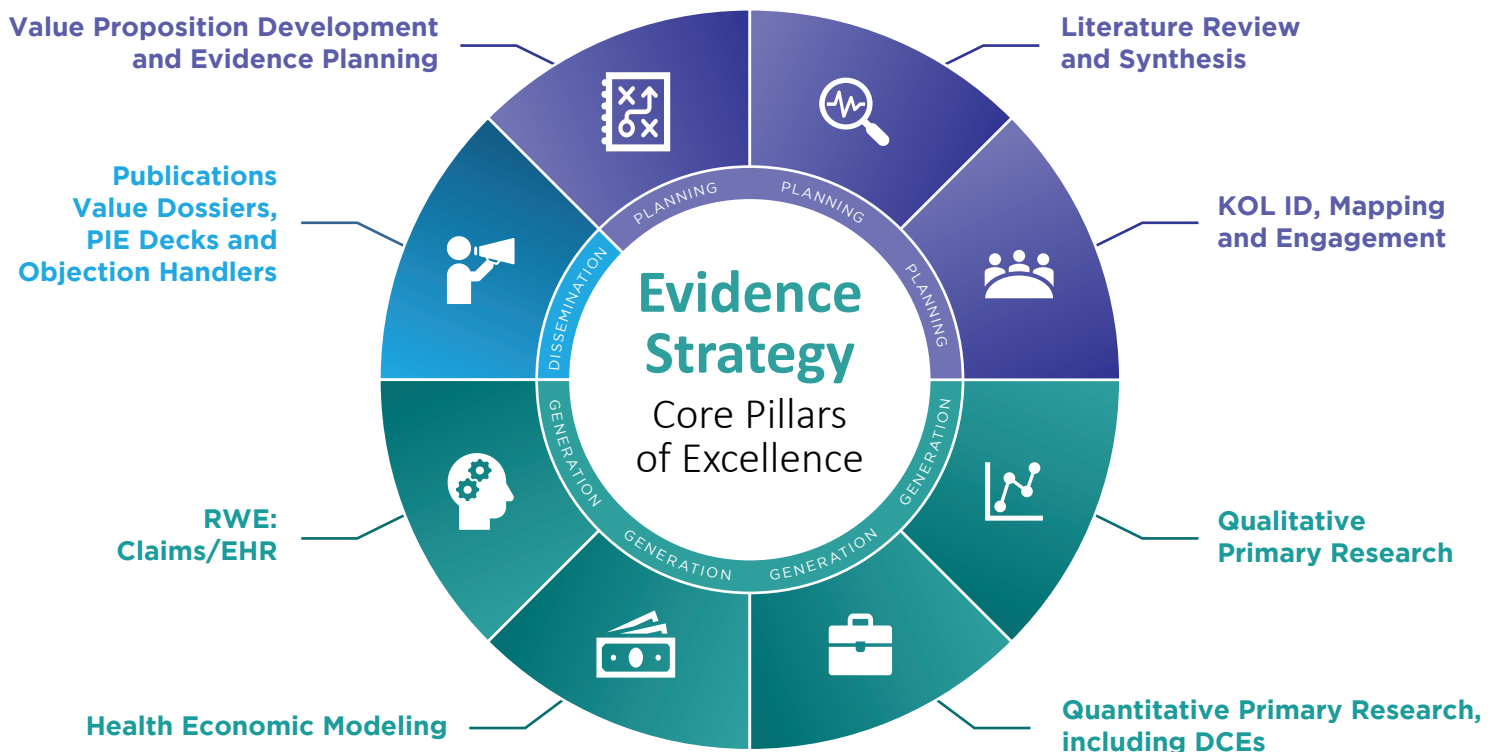 Value Proposition Development
and Evidence Planning
Literature Review
and Synthesis
Publications
Value Dossiers,
PIE Decks and
Objection Handlers
KOL ID, Mapping
and Engagement
PLANNING
PLANNING
PLANNING
DISSEMINATION
Evidence
Strategy
Core Pillars
of Excellence
GENERATION
GENERATION
GENERATION
GENERATION
RWE:
Claims/EHR
Qualitative
Primary Research
Health Economic Modeling
Quantitative Primary Research,
including DCEs